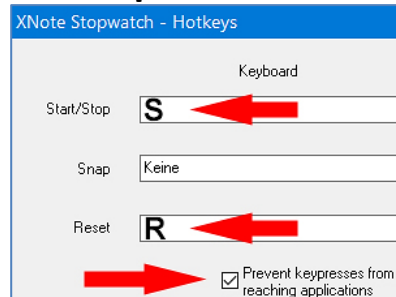 XNote Stopwatch - Hotkeys
Keyboard
Start/Stop S
Snap Keine
Reset R
Prevent keypresses from
reaching applications